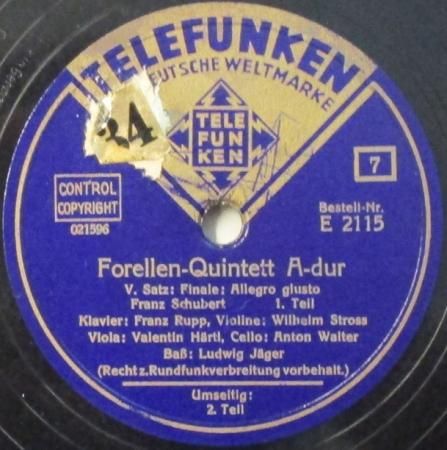 TELEFUNKEN
DEUTSCHE WELTMARKE
24
TELE
FUN
KEN
7
CONTROL
COPYRIGHT
021596
Bestell-Nr.
E 2115
Forellen-Quintett A-dur
V. Satz: Finale: Allegro giusto
Franz Schubert 1. Teil
Klavier: Franz Rupp, Violine: Wilhelm Stross
Viola: Valentin Härtl, Cello: Anton Walter
Baß: Ludwig Jäger
(Recht z. Rundfunkverbreitung vorbehalt.)
Umseitig:
2. Teil